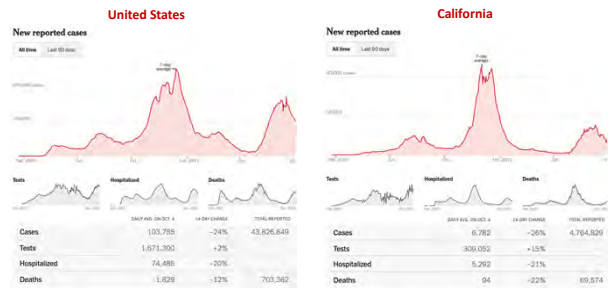 United States
New reported cases
All time Last 90 days
7-day
average
Tests
Hospitalized
Deaths
DAILY AVG. ON OCT. 4 14-DAY CHANGE TOTAL REPORTED
Cases 103,785 –24% 43,826,849
Tests 1,671,300 +2%
Hospitalized 74,486 –20%
Deaths 1,829 –12% 703,362
California
New reported cases
All time Last 90 days
7-day
average
Tests
Hospitalized
Deaths
DAILY AVG. ON OCT. 4 14-DAY CHANGE TOTAL REPORTED
Cases 6,782 –26% 4,764,829
Tests 309,052 +15%
Hospitalized 5,292 –21%
Deaths 94 –22% 69,574